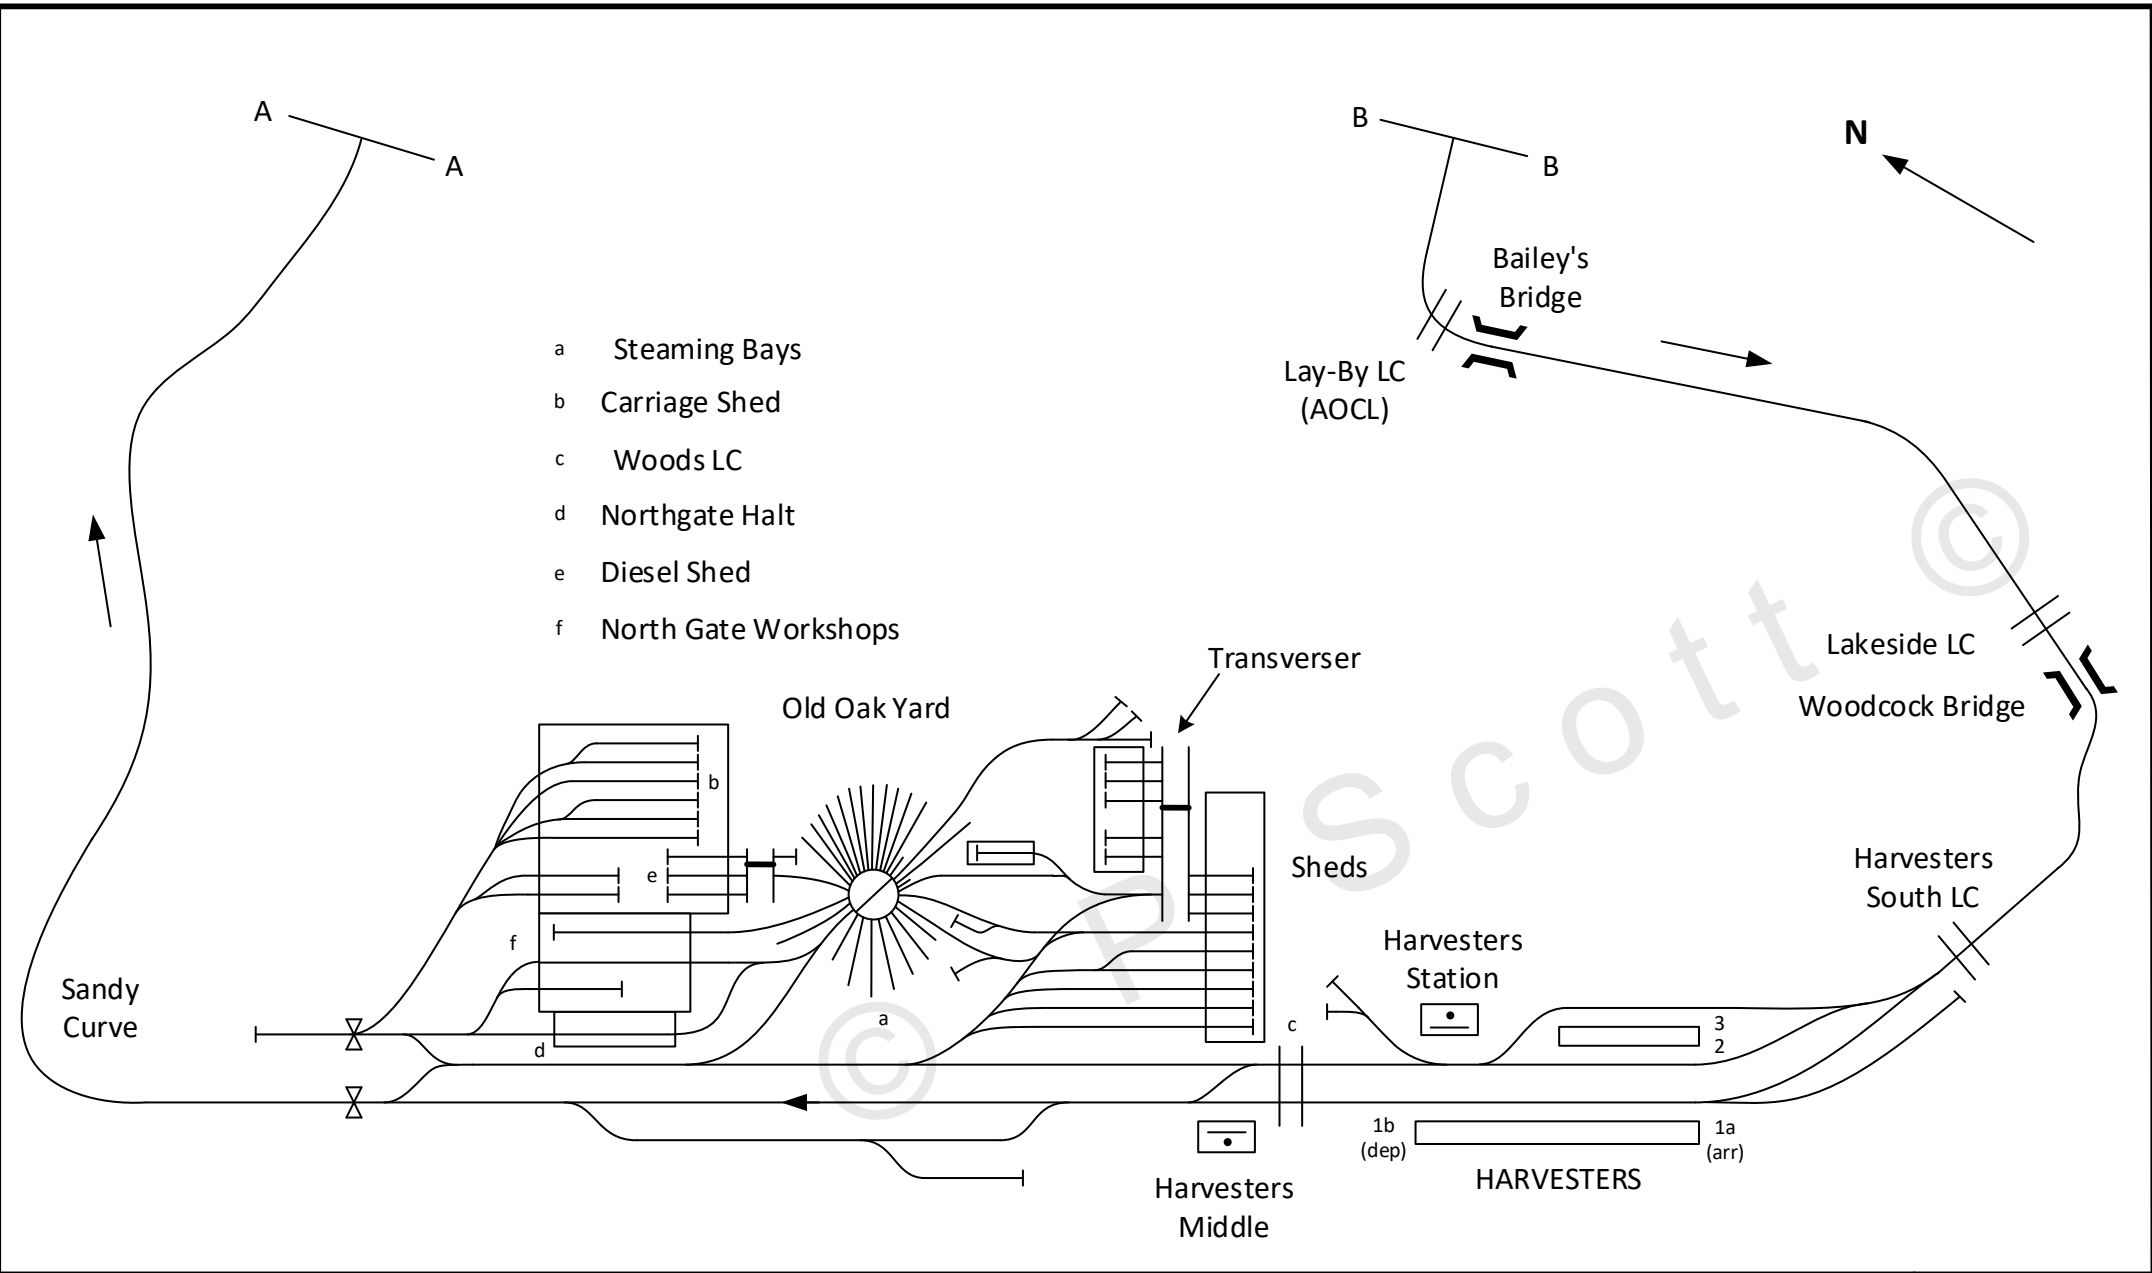 A
A
B
B
N
Bailey's
Bridge
Lay-By LC
(AOCL)
a Steaming Bays
b Carriage Shed
c Woods LC
d Northgate Halt
e Diesel Shed
f North Gate Workshops
Transverser
Lakeside LC
Woodcock Bridge
Old Oak Yard
b
e
f
Sheds
Harvesters
South LC
Harvesters
Station
Sandy
Curve
a
c
d
3
2
1b
(dep)
1a
(arr)
HARVESTERS
Harvesters
Middle
© P Scott ©